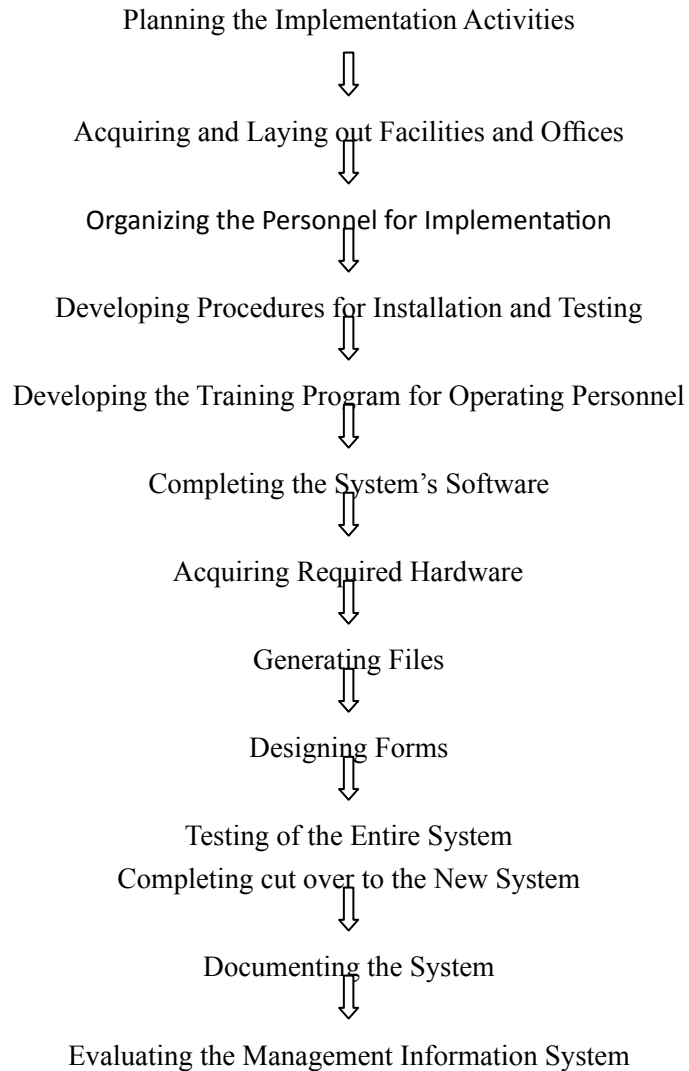 Planning the Implementation Activities
Acquiring and Laying out Facilities and Offices
Organizing the Personnel for Implementation
Developing Procedures for Installation and Testing
Developing the Training Program for Operating Personnel
Completing the System’s Software
Acquiring Required Hardware
Generating Files
Designing Forms
Testing of the Entire System
Completing cut over to the New System
Documenting the System
Evaluating the Management Information System